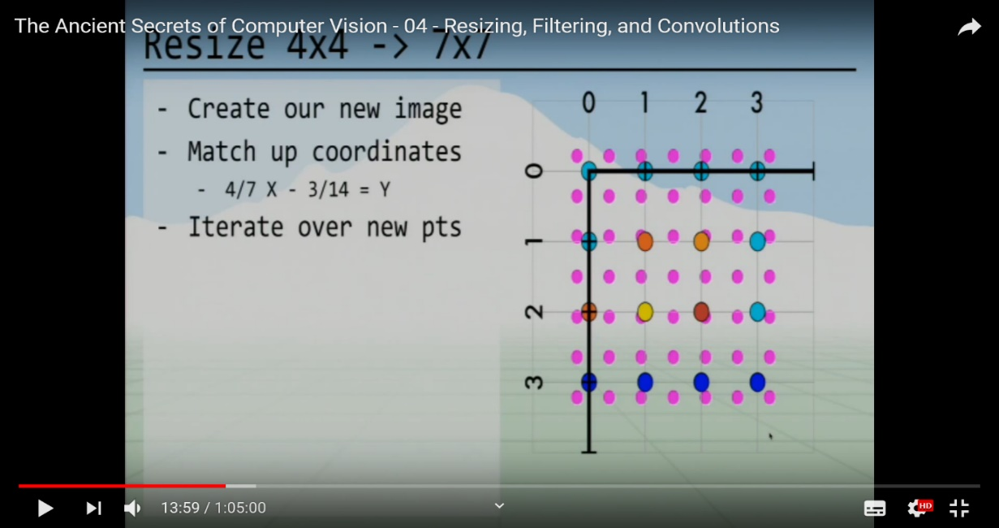 The Ancient Secrets of Computer Vision - 04 - Resizing, Filtering, and Convolutions
Resize 4x4 -> 7x7
- Create our new image
- Match up coordinates
- 4/7 X - 3/14 = Y
- Iterate over new pts
0 1 2 3
0
1
2
3
13:59 / 1:05:00
HD